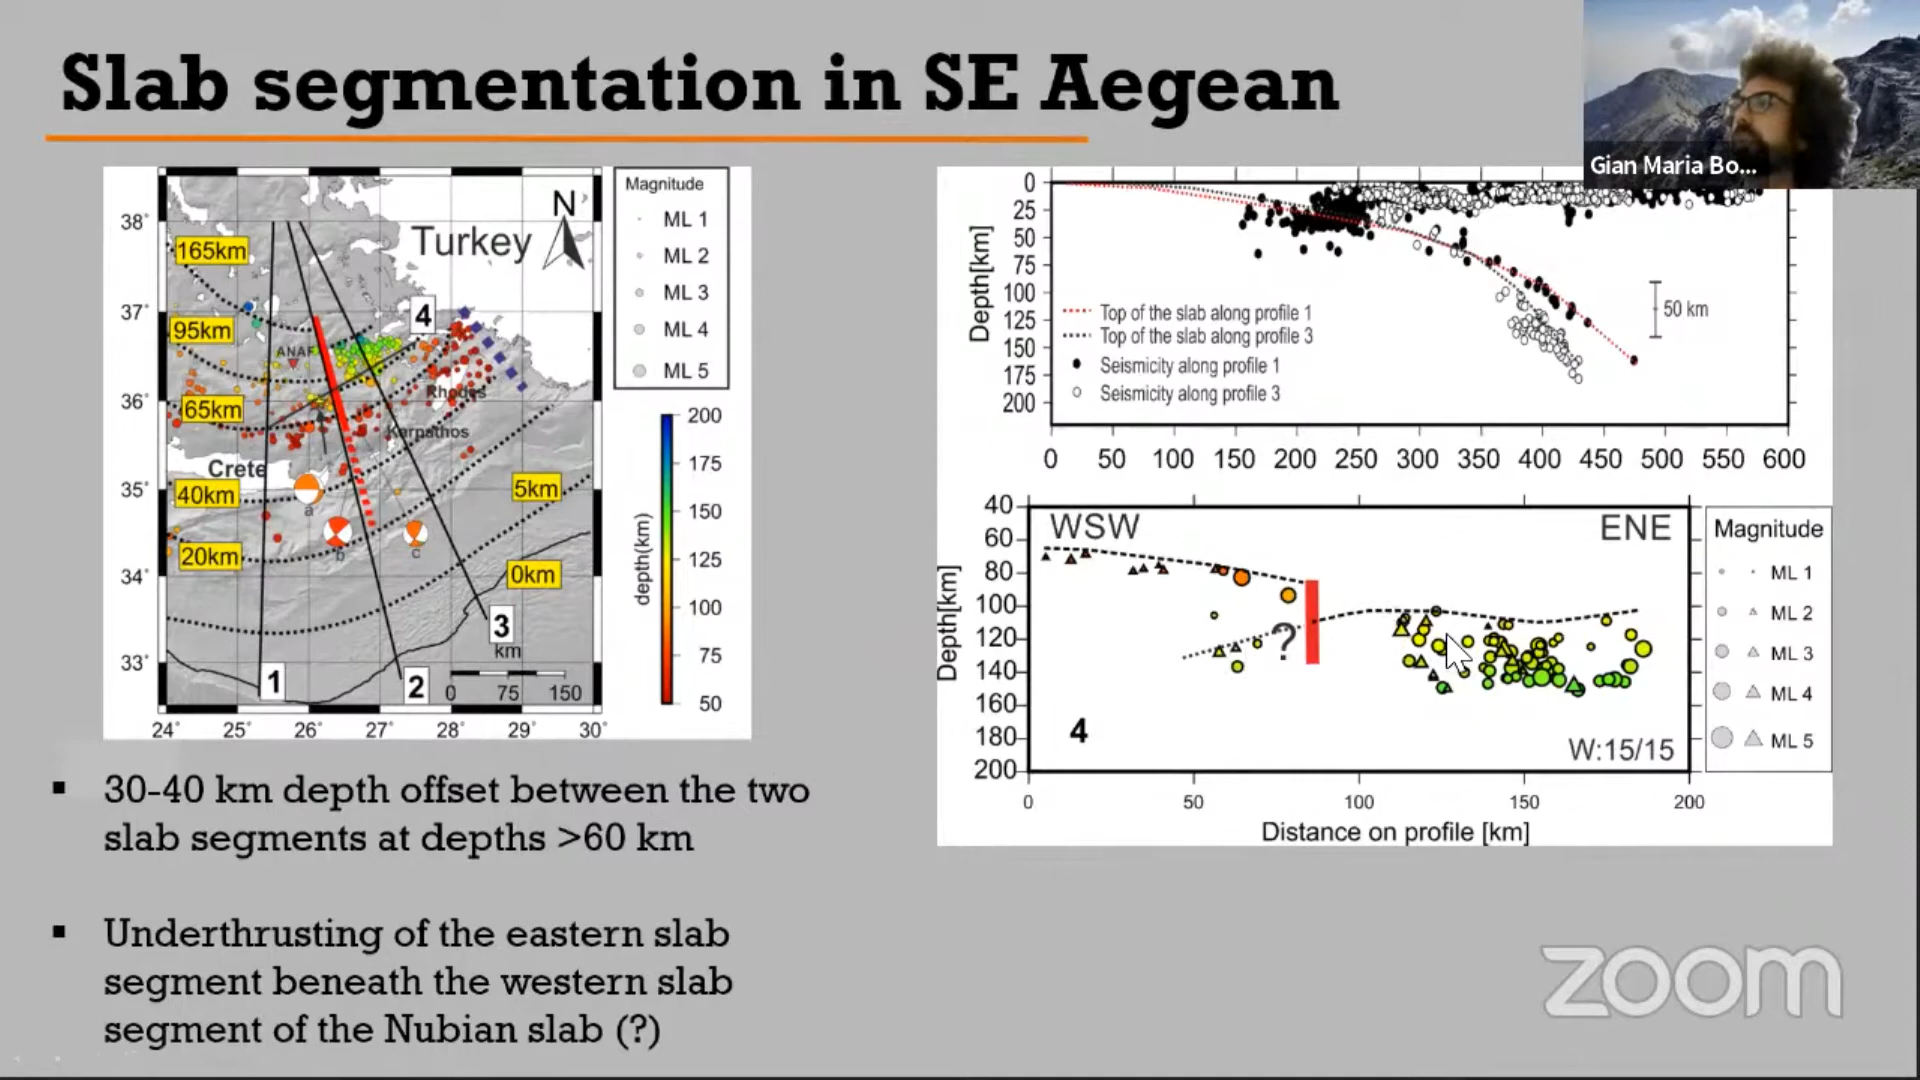 Slab segmentation in SE Aegean
Gian Maria Bo...
38°
37°
36°
35°
34°
33°
24°
25°
26°
27°
28°
29°
30°
165km
95km
65km
40km
20km
5km
0km
Turkey
N
4
ANAF
Rhodes
Karpathos
Crete
a
b
c
1
2
3
km
0
75
150
Magnitude
ML 1
ML 2
ML 3
ML 4
ML 5
depth(km)
200
175
150
125
100
75
50
Depth[km]
0
25
50
75
100
125
150
175
200
Top of the slab along profile 1
Top of the slab along profile 3
Seismicity along profile 1
Seismicity along profile 3
50 km
0 50 100 150 200 250 300 350 400 450 500 550 600
Depth[km]
40
60
80
100
120
140
160
180
200
WSW
ENE
?
4
W:15/15
0 50 100 150 200
Distance on profile [km]
Magnitude
ML 1
ML 2
ML 3
ML 4
ML 5
▪ 30-40 km depth offset between the two
slab segments at depths >60 km
▪ Underthrusting of the eastern slab
segment beneath the western slab
segment of the Nubian slab (?)
zoom